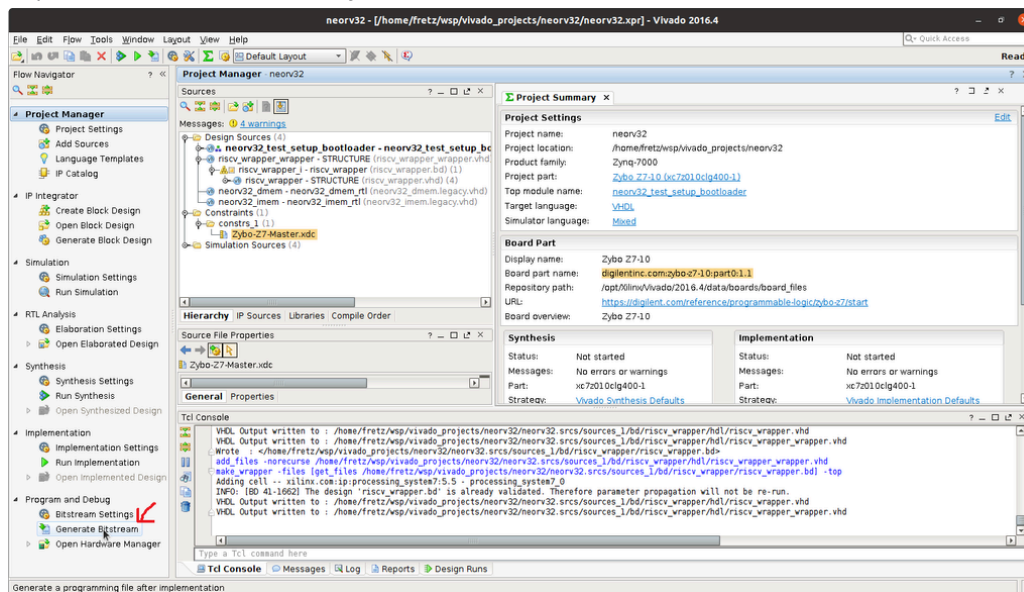 neorv32 - [/home/fretz/wsp/vivado_projects/neorv32/neorv32.xpr] - Vivado 2016.4
File Edit Flow Tools Window Layout View Help
Quick Access
Default Layout
Read
Flow Navigator
Project Manager
Project Settings
Add Sources
Language Templates
IP Catalog
IP Integrator
Create Block Design
Open Block Design
Generate Block Design
Simulation
Simulation Settings
Run Simulation
RTL Analysis
Elaboration Settings
Open Elaborated Design
Synthesis
Synthesis Settings
Run Synthesis
Open Synthesized Design
Implementation
Implementation Settings
Run Implementation
Open Implemented Design
Program and Debug
Bitstream Settings
Generate Bitstream
Open Hardware Manager
Project Manager - neorv32
Sources
Messages: 4 warnings
Design Sources (4)
neorv32_test_setup_bootloader - neorv32_test_setup_bo
riscv_wrapper_wrapper - STRUCTURE (riscv_wrapper_wrapper.vhd
riscv_wrapper_i - riscv_wrapper (riscv_wrapper.bd) (1)
riscv_wrapper - STRUCTURE (riscv_wrapper.vhd) (4)
neorv32_dmem - neorv32_dmem_rtl (neorv32_dmem.legacy.vhd)
neorv32_imem - neorv32_imem_rtl (neorv32_imem.legacy.vhd)
Constraints (1)
constrs_1 (1)
Zybo-Z7-Master.xdc
Simulation Sources (4)
Hierarchy IP Sources Libraries Compile Order
Source File Properties
Zybo-Z7-Master.xdc
General Properties
Project Summary
Project Settings Edit
Project name: neorv32
Project location: /home/fretz/wsp/vivado_projects/neorv32
Product family: Zynq-7000
Project part: Zybo Z7-10 (xc7z010clg400-1)
Top module name: neorv32_test_setup_bootloader
Target language: VHDL
Simulator language: Mixed
Board Part
Display name: Zybo Z7-10
Board part name: digilentinc.com:zybo-z7-10:part0:1.1
Repository path: /opt/Xilinx/Vivado/2016.4/data/boards/board_files
URL: https://digilent.com/reference/programmable-logic/zybo-z7/start
Board overview: Zybo Z7-10
Synthesis
Status: Not started
Messages: No errors or warnings
Part: xc7z010clg400-1
Strategy: Vivado Synthesis Defaults
Implementation
Status: Not started
Messages: No errors or warnings
Part: xc7z010clg400-1
Strategy: Vivado Implementation Defaults
Tcl Console
VHDL Output written to : /home/fretz/wsp/vivado_projects/neorv32/neorv32.srcs/sources_1/bd/riscv_wrapper/hdl/riscv_wrapper.vhd
VHDL Output written to : /home/fretz/wsp/vivado_projects/neorv32/neorv32.srcs/sources_1/bd/riscv_wrapper/hdl/riscv_wrapper_wrapper.vhd
Wrote : </home/fretz/wsp/vivado_projects/neorv32/neorv32.srcs/sources_1/bd/riscv_wrapper/riscv_wrapper.bd>
add_files -norecurse /home/fretz/wsp/vivado_projects/neorv32/neorv32.srcs/sources_1/bd/riscv_wrapper/hdl/riscv_wrapper_wrapper.vhd
make_wrapper -files [get_files /home/fretz/wsp/vivado_projects/neorv32/neorv32.srcs/sources_1/bd/riscv_wrapper/riscv_wrapper.bd] -top
Adding cell -- xilinx.com:ip:processing_system7:5.5 - processing_system7_0
INFO: [BD 41-1662] The design 'riscv_wrapper.bd' is already validated. Therefore parameter propagation will not be re-run.
VHDL Output written to : /home/fretz/wsp/vivado_projects/neorv32/neorv32.srcs/sources_1/bd/riscv_wrapper/hdl/riscv_wrapper.vhd
VHDL Output written to : /home/fretz/wsp/vivado_projects/neorv32/neorv32.srcs/sources_1/bd/riscv_wrapper/hdl/riscv_wrapper_wrapper.vhd
Type a Tcl command here
Tcl Console Messages Log Reports Design Runs
Generate a programming file after implementation